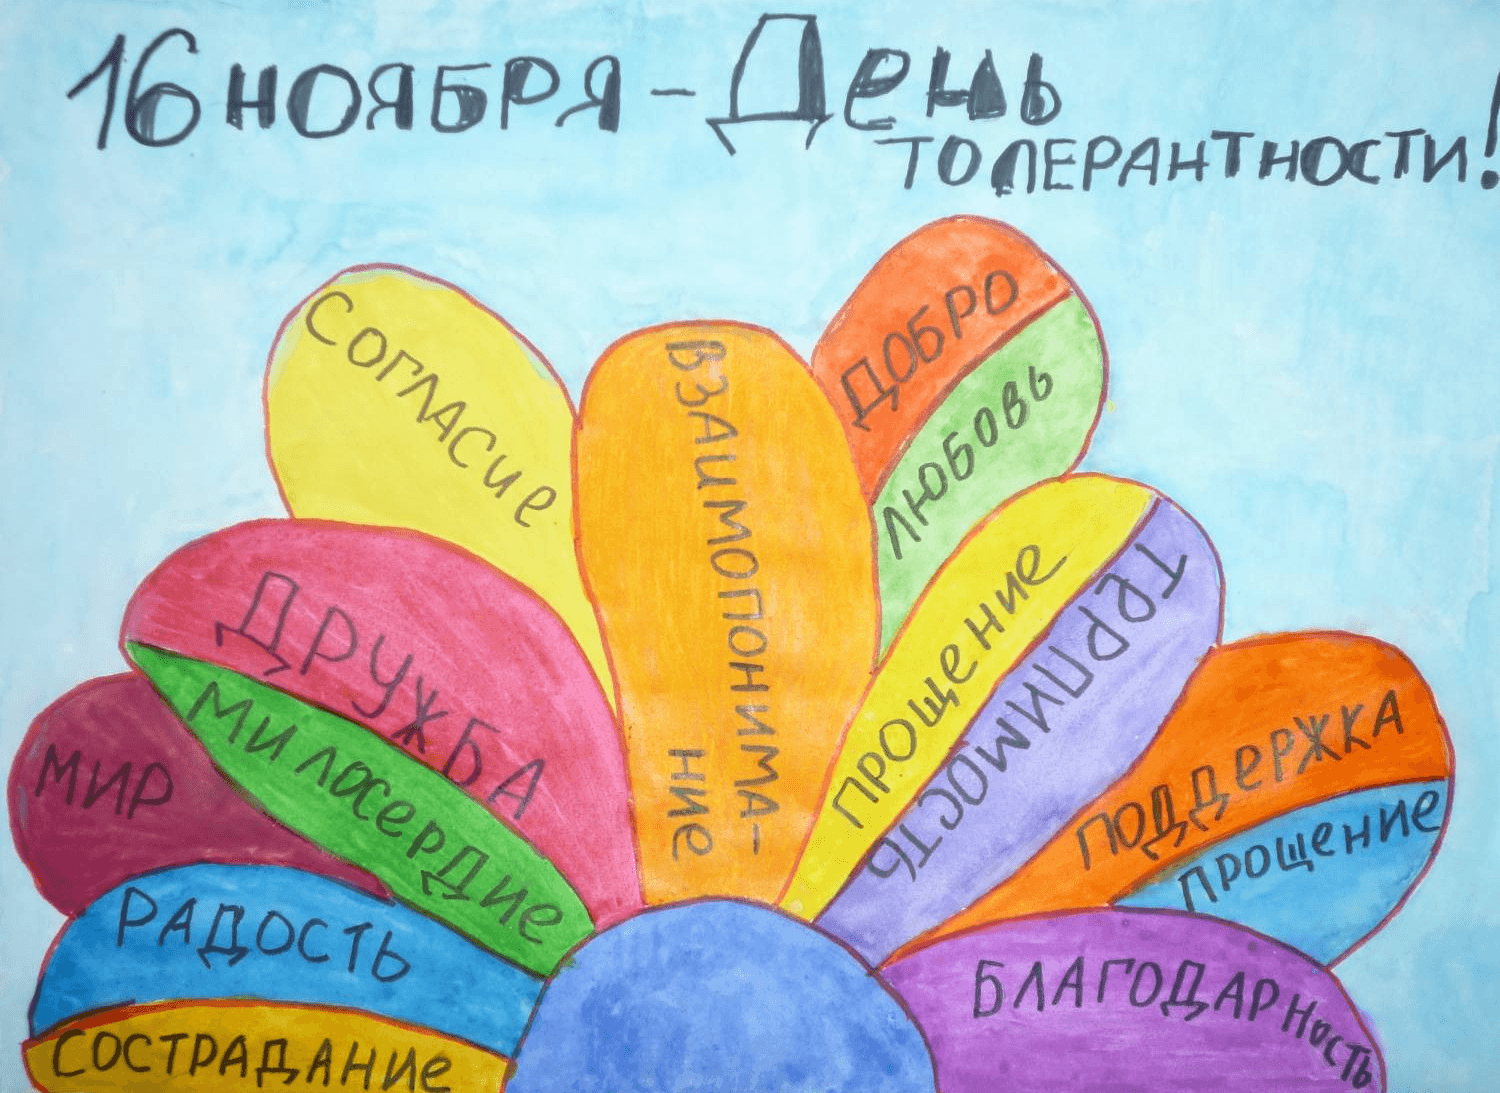 16 НОЯБРЯ – День
ТОЛЕРАНТНОСТИ!
СОГЛАСие
ВЗАИМОПОНИМА-
НИЕ
ДОБРО
ЛЮБОВЬ
ДРУЖБА
МИЛОСерДИе
МИР
РАДОСТЬ
СОСТРАДАНИе
ПРОЩеНИе
ТерПИМОСТЬ
ПОДДеРЖКА
ПРОЩеНИе
БЛАГОДАРНОСТЬ